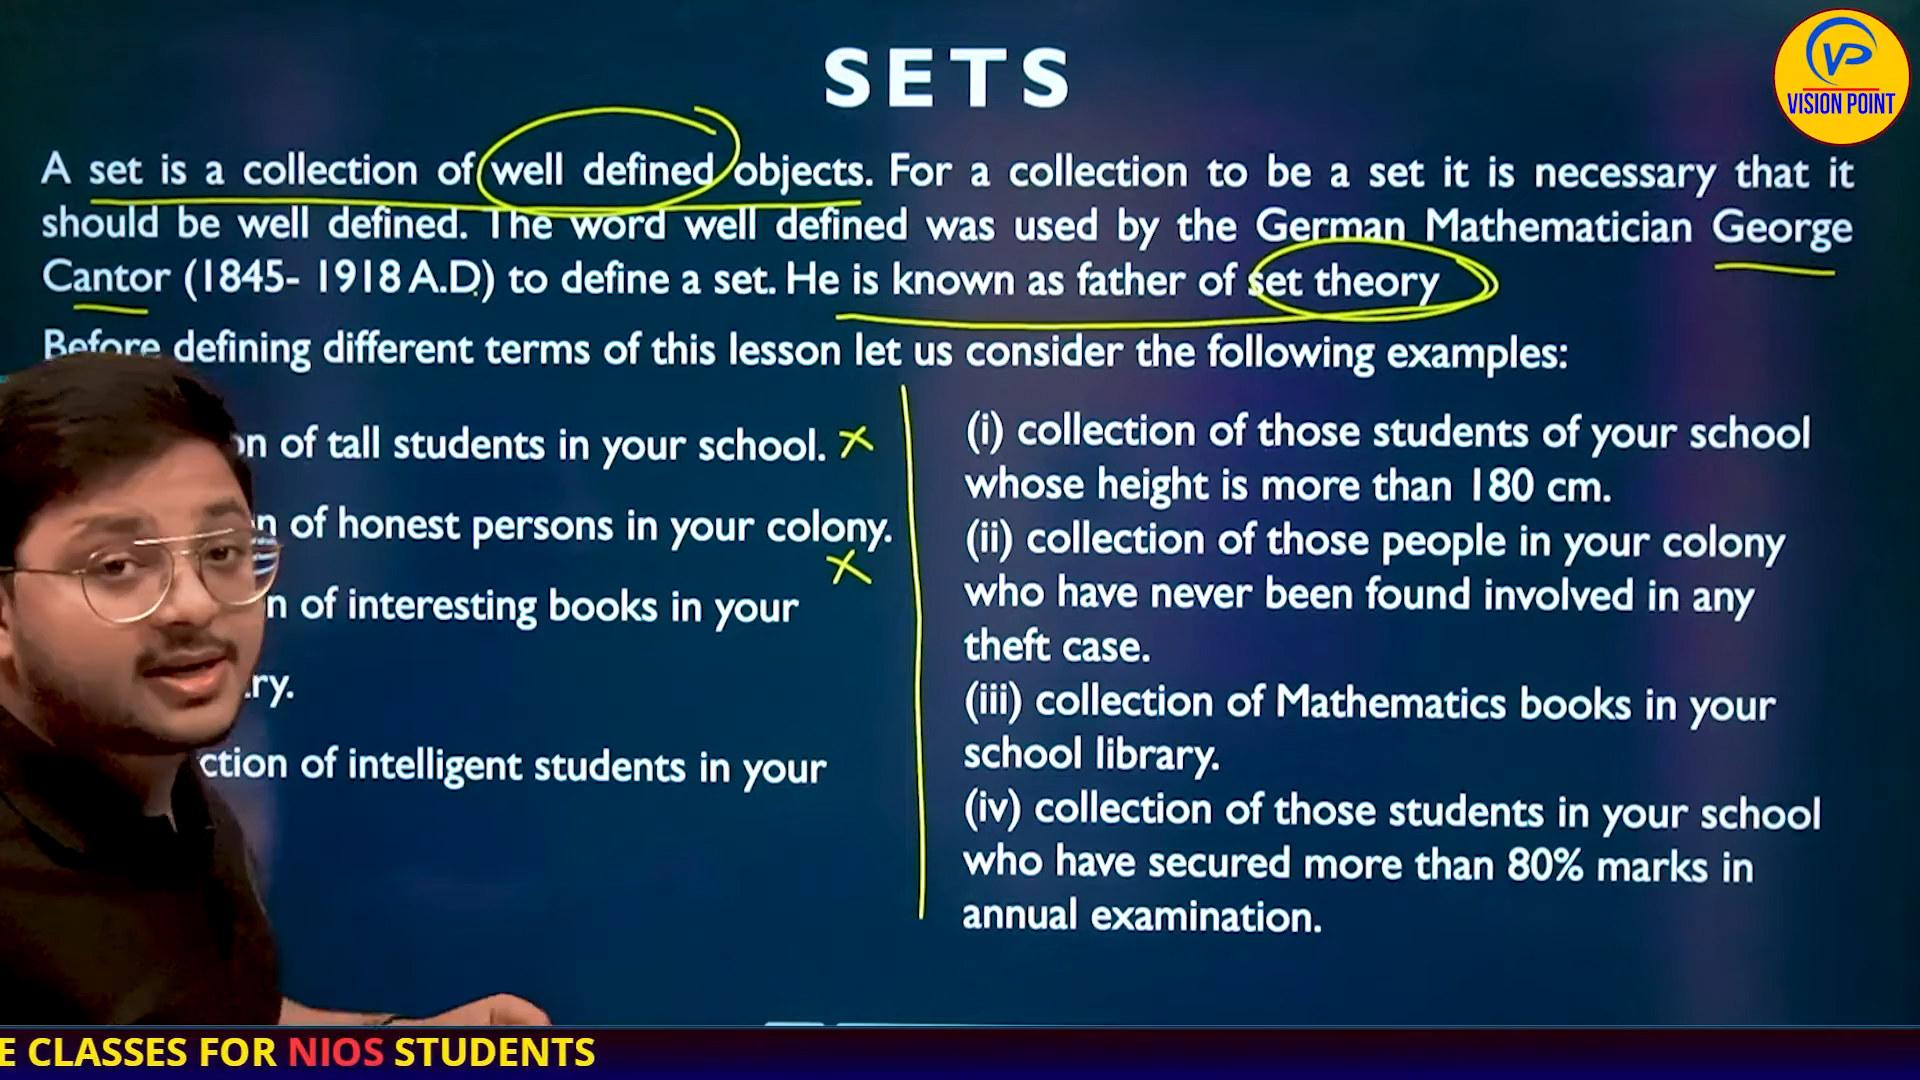 SETS
VP
VISION POINT
A set is a collection of well defined objects. For a collection to be a set it is necessary that it
should be well defined. The word well defined was used by the German Mathematician George
Cantor (1845- 1918 A.D.) to define a set. He is known as father of set theory
Before defining different terms of this lesson let us consider the following examples:
on of tall students in your school. ×
n of honest persons in your colony.
×
n of interesting books in your
ry.
ction of intelligent students in your
(i) collection of those students of your school
whose height is more than 180 cm.
(ii) collection of those people in your colony
who have never been found involved in any
theft case.
(iii) collection of Mathematics books in your
school library.
(iv) collection of those students in your school
who have secured more than 80% marks in
annual examination.
E CLASSES FOR NIOS STUDENTS